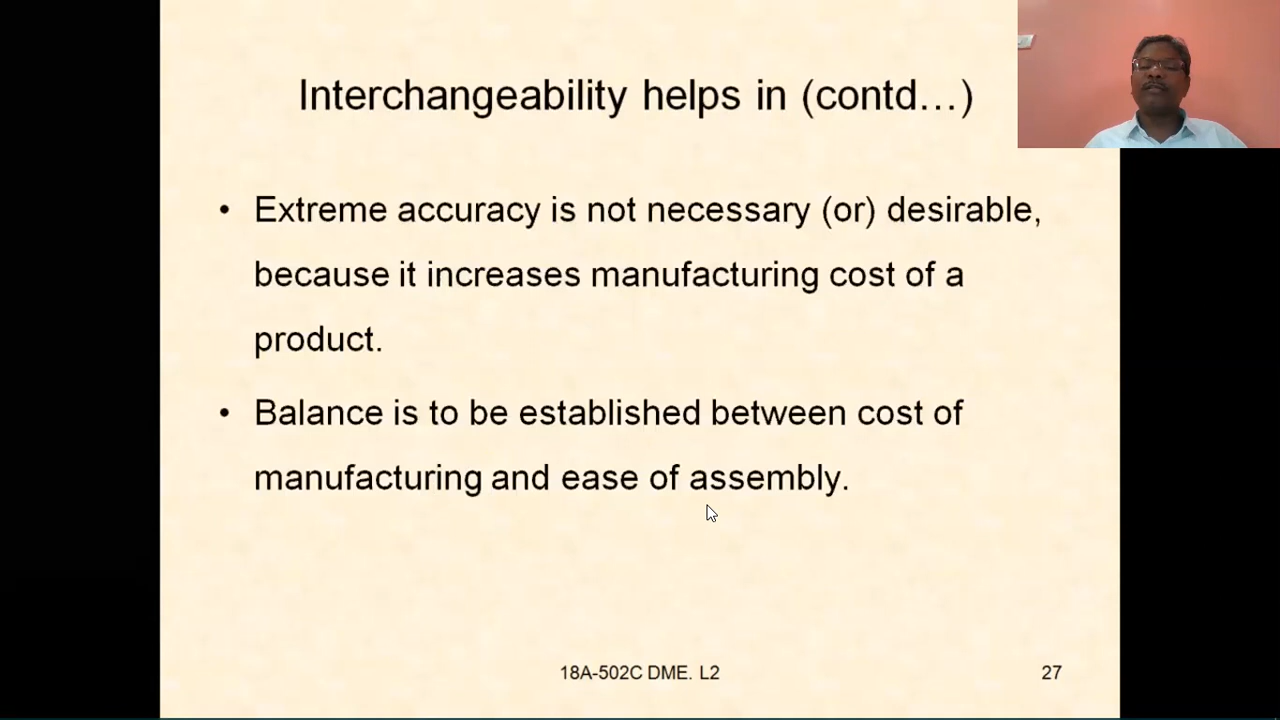 Interchangeability helps in (contd…)
• Extreme accuracy is not necessary (or) desirable,
because it increases manufacturing cost of a
product.
• Balance is to be established between cost of
manufacturing and ease of assembly.
18A-502C DME. L2
27